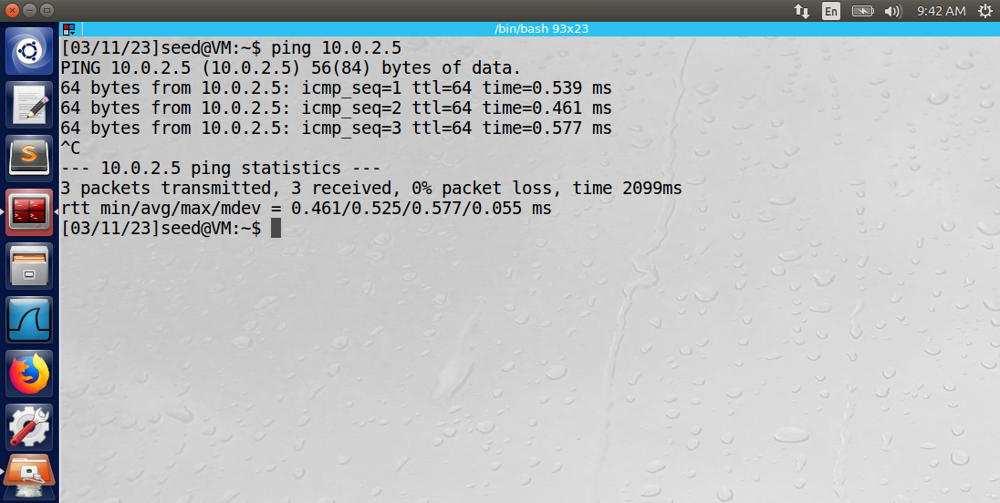 En
9:42 AM
/bin/bash 93x23
[03/11/23]seed@VM:~$ ping 10.0.2.5
PING 10.0.2.5 (10.0.2.5) 56(84) bytes of data.
64 bytes from 10.0.2.5: icmp_seq=1 ttl=64 time=0.539 ms
64 bytes from 10.0.2.5: icmp_seq=2 ttl=64 time=0.461 ms
64 bytes from 10.0.2.5: icmp_seq=3 ttl=64 time=0.577 ms
^C
--- 10.0.2.5 ping statistics ---
3 packets transmitted, 3 received, 0% packet loss, time 2099ms
rtt min/avg/max/mdev = 0.461/0.525/0.577/0.055 ms
[03/11/23]seed@VM:~$